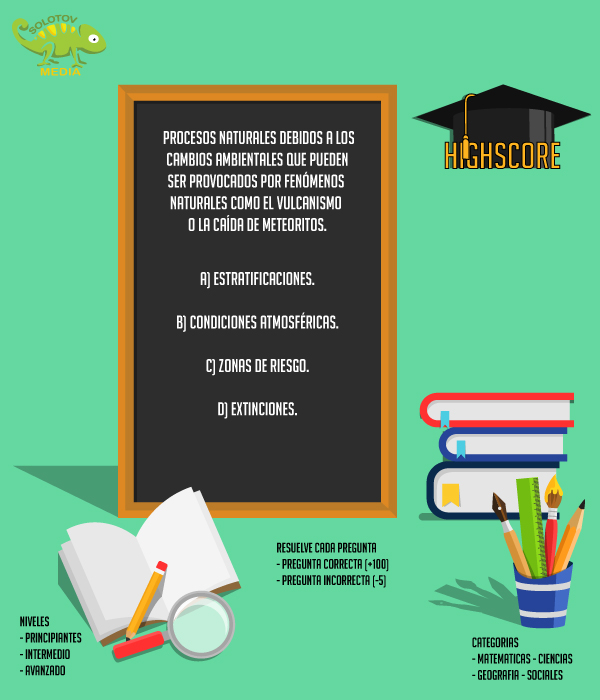 SOLOTOV
MEDIA
HIGHSCORE
PROCESOS NATURALES DEBIDOS A LOS
CAMBIOS AMBIENTALES QUE PUEDEN
SER PROVOCADOS POR FENÓMENOS
NATURALES COMO EL VULCANISMO
O LA CAÍDA DE METEORITOS.
A) ESTRATIFICACIONES.
B) CONDICIONES ATMOSFÉRICAS.
C) ZONAS DE RIESGO.
D) EXTINCIONES.
RESUELVE CADA PREGUNTA
- PREGUNTA CORRECTA (+100)
- PREGUNTA INCORRECTA (-5)
NIVELES
- PRINCIPIANTES
- INTERMEDIO
- AVANZADO
CATEGORIAS
- MATEMATICAS - CIENCIAS
- GEOGRAFIA - SOCIALES